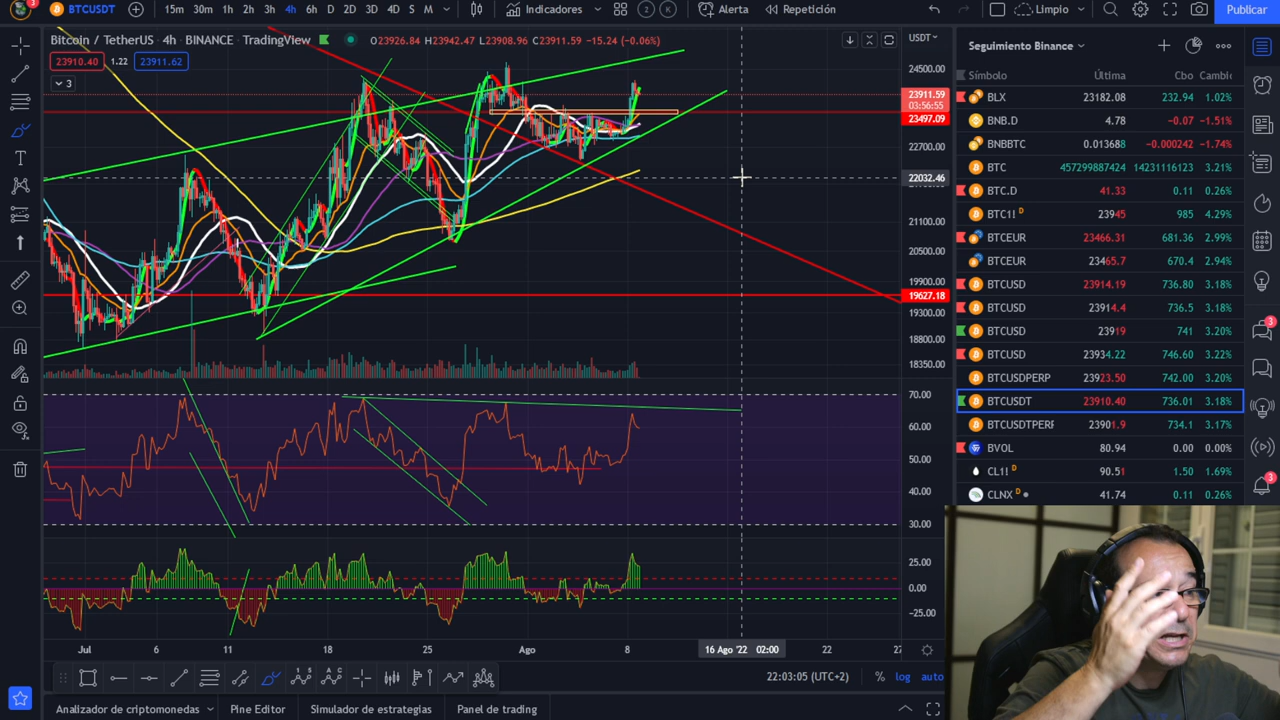 3
BTCUSDT
15m 30m 1h 2h 3h 4h 6h D 2D 3D 4D S M
Indicadores
2
K
Alerta
Repetición
Limpio
Publicar
Bitcoin / TetherUS · 4h · BINANCE · TradingView
O23926.84 H23942.47 L23908.96 C23911.59 −15.24 (−0.06%)
23910.40 1.22 23911.62
3
USDT
24500.00
23911.59
03:56:55
23497.09
22700.00
22032.46
21100.00
20500.00
19900.00
19627.18
19300.00
18800.00
18350.00
70.00
60.00
50.00
40.00
30.00
25.00
0.00
−25.00
Jul 6 11 18 25 Ago 8 16 Ago '22 02:00 22 27
22:03:05 (UTC+2) % log auto
Analizador de criptomonedas Pine Editor Simulador de estrategias Panel de trading
Seguimiento Binance
Símbolo Última Cbo Cambio
BLX 23182.08 232.94 1.02%
BNB.D 4.78 −0.07 −1.51%
BNBBTC 0.013688 −0.000242 −1.74%
BTC 457299887424 14231116123 3.21%
BTC.D 41.33 0.11 0.26%
BTC1! D 23945 985 4.29%
BTCEUR 23466.31 681.36 2.99%
BTCEUR 23465.7 670.4 2.94%
BTCUSD 23914.19 736.80 3.18%
BTCUSD 23914.4 736.5 3.18%
BTCUSD 23919 741 3.20%
BTCUSD 23934.22 746.60 3.22%
BTCUSDPERP 23923.50 742.00 3.20%
BTCUSDT 23910.40 736.01 3.18%
BTCUSDTPERF 23901.9 734.1 3.17%
BVOL 80.94 0.00 0.00%
CL1! D 90.51 1.50 1.69%
CLNX D 41.74 0.11 0.26%
3
3